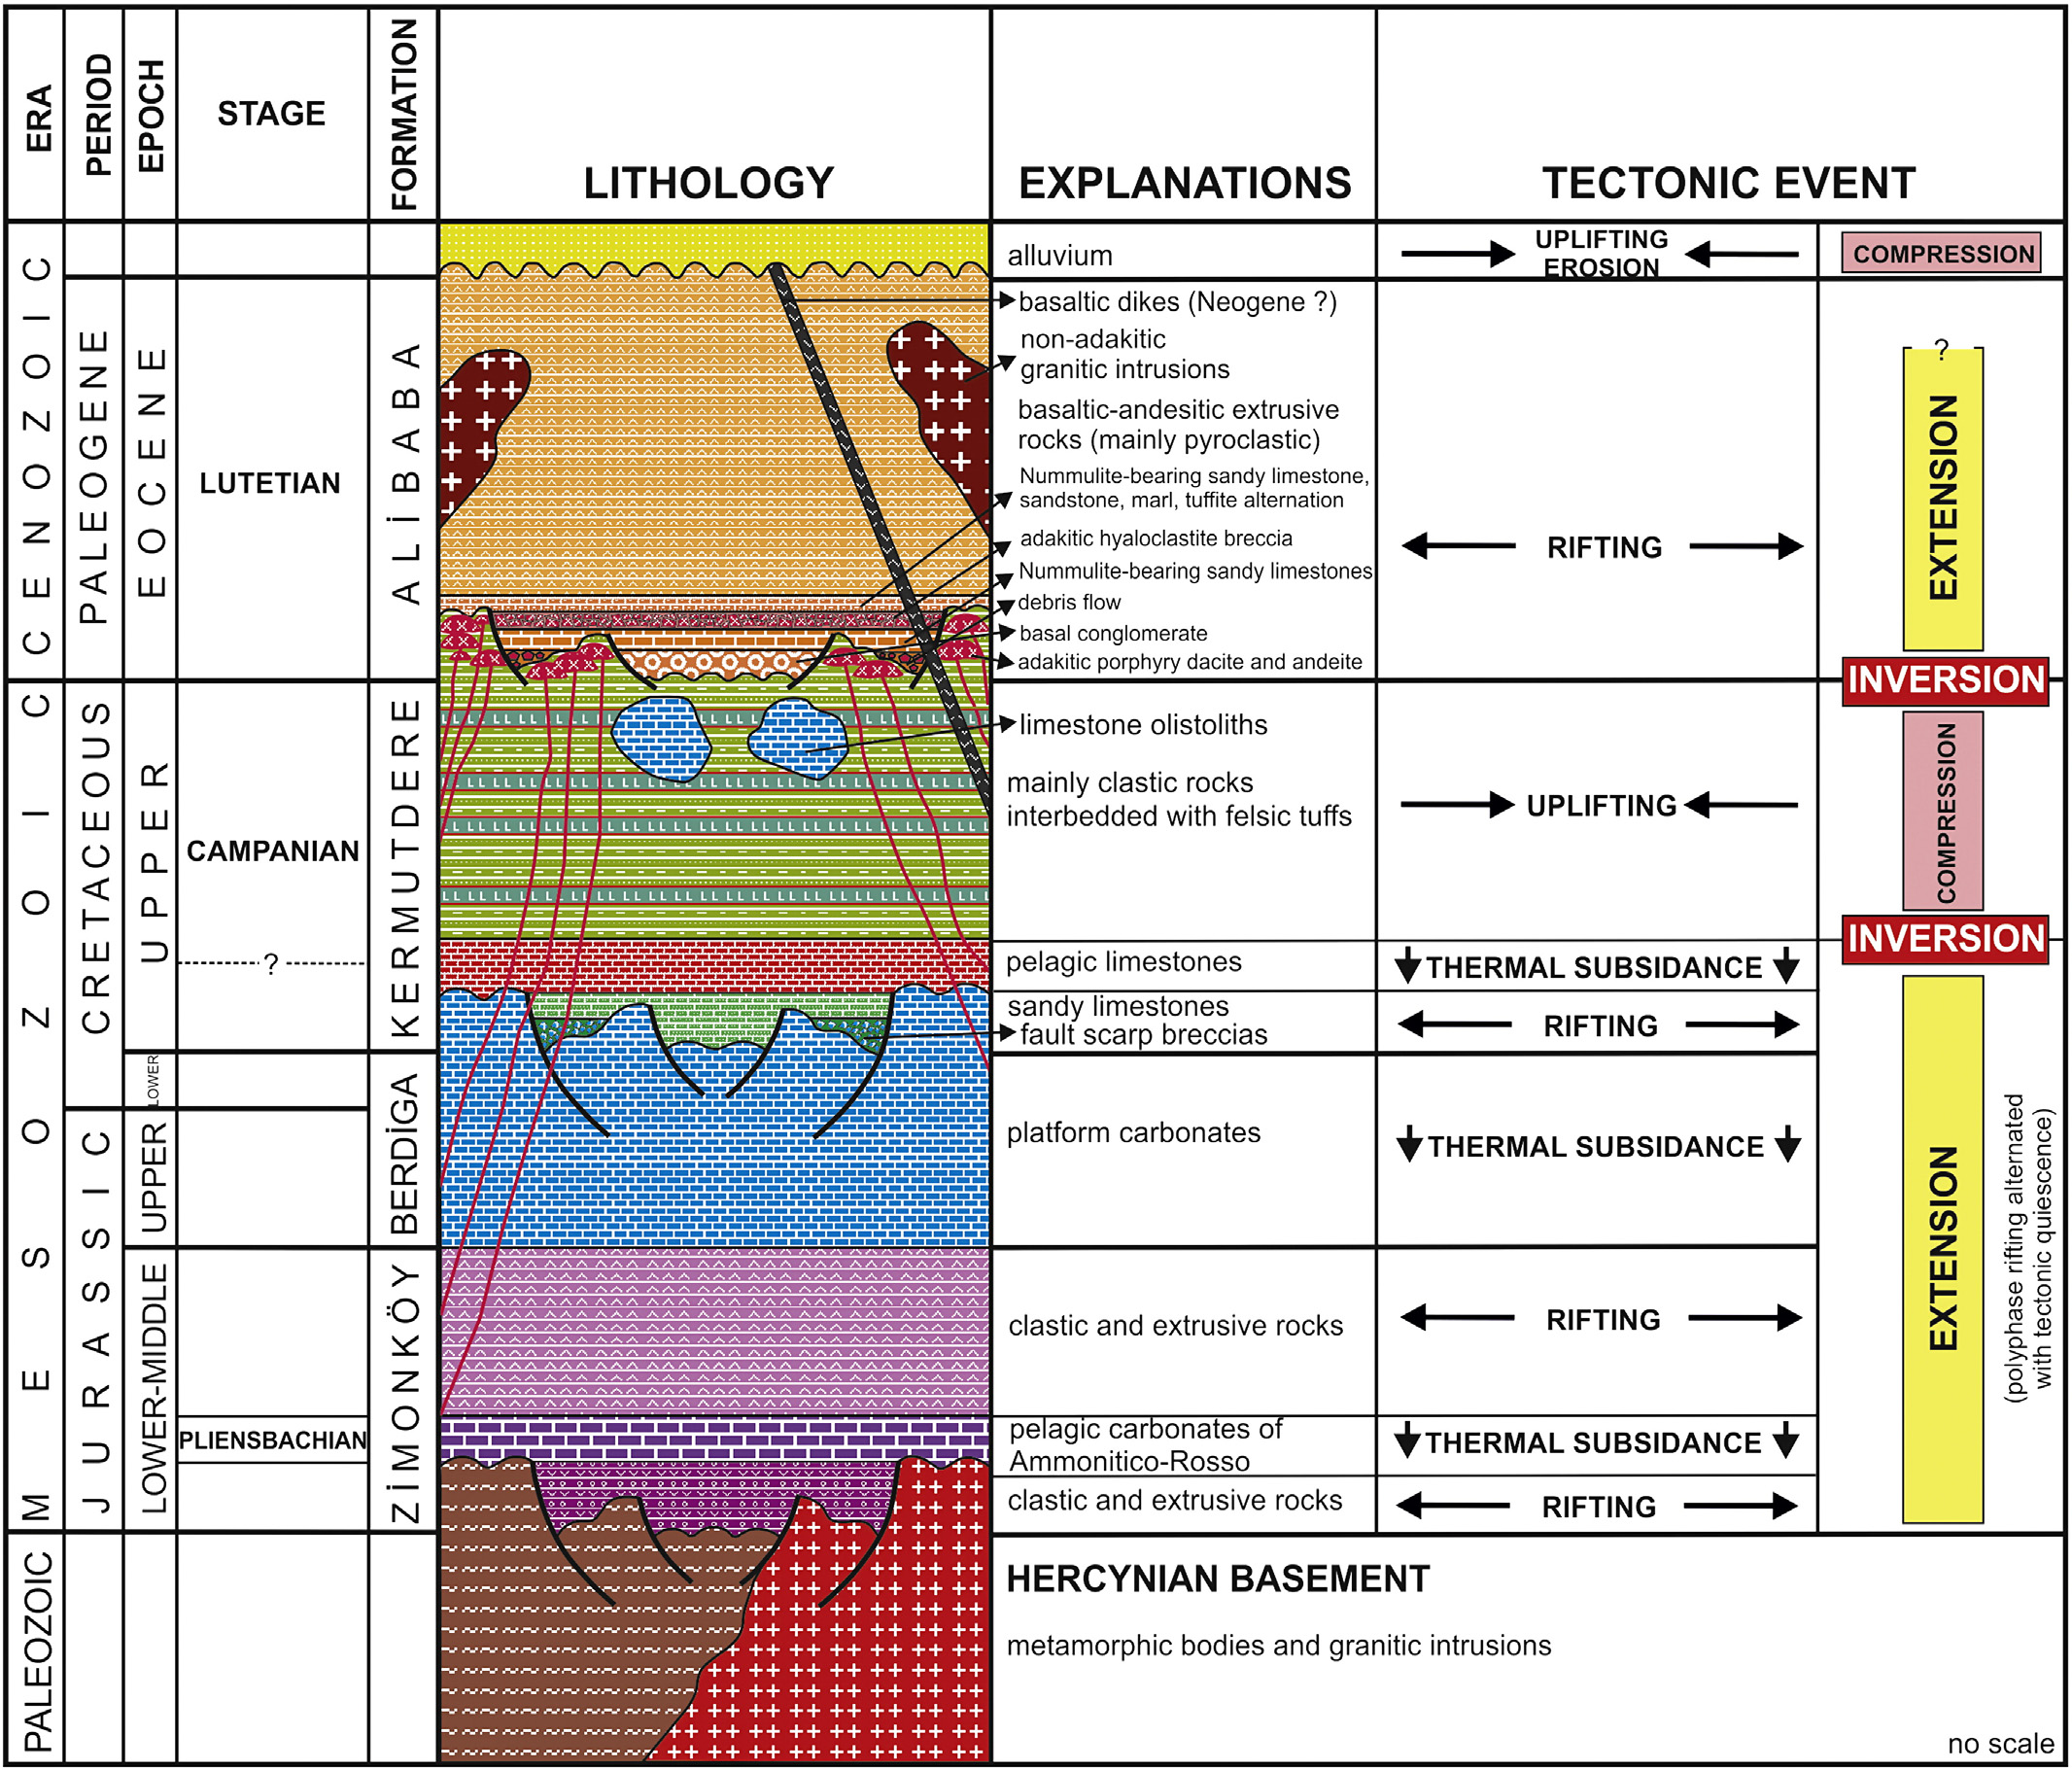 ERA
PERIOD
EPOCH
STAGE
FORMATION
LITHOLOGY
EXPLANATIONS
TECTONIC EVENT
CENOZOIC
PALEOGENE
EOCENE
LUTETIAN
ALİBABA
MESOZOIC
CRETACEOUS
UPPER
CAMPANIAN
?
KERMUTDERE
LOWER
BERDİGA
JURASSIC
UPPER
LOWER-MIDDLE
PLIENSBACHIAN
ZİMONKÖY
PALEOZOIC
alluvium
basaltic dikes (Neogene ?)
non-adakitic
granitic intrusions
basaltic-andesitic extrusive
rocks (mainly pyroclastic)
Nummulite-bearing sandy limestone,
sandstone, marl, tuffite alternation
adakitic hyaloclastite breccia
Nummulite-bearing sandy limestones
debris flow
basal conglomerate
adakitic porphyry dacite and andeite
limestone olistoliths
mainly clastic rocks
interbedded with felsic tuffs
pelagic limestones
sandy limestones
fault scarp breccias
platform carbonates
clastic and extrusive rocks
pelagic carbonates of
Ammonitico-Rosso
clastic and extrusive rocks
HERCYNIAN BASEMENT
metamorphic bodies and granitic intrusions
UPLIFTING
EROSION
RIFTING
UPLIFTING
THERMAL SUBSIDANCE
RIFTING
THERMAL SUBSIDANCE
RIFTING
THERMAL SUBSIDANCE
RIFTING
COMPRESSION
?
EXTENSION
INVERSION
COMPRESSION
INVERSION
EXTENSION
(polyphase rifting alternated
with tectonic quiescence)
no scale